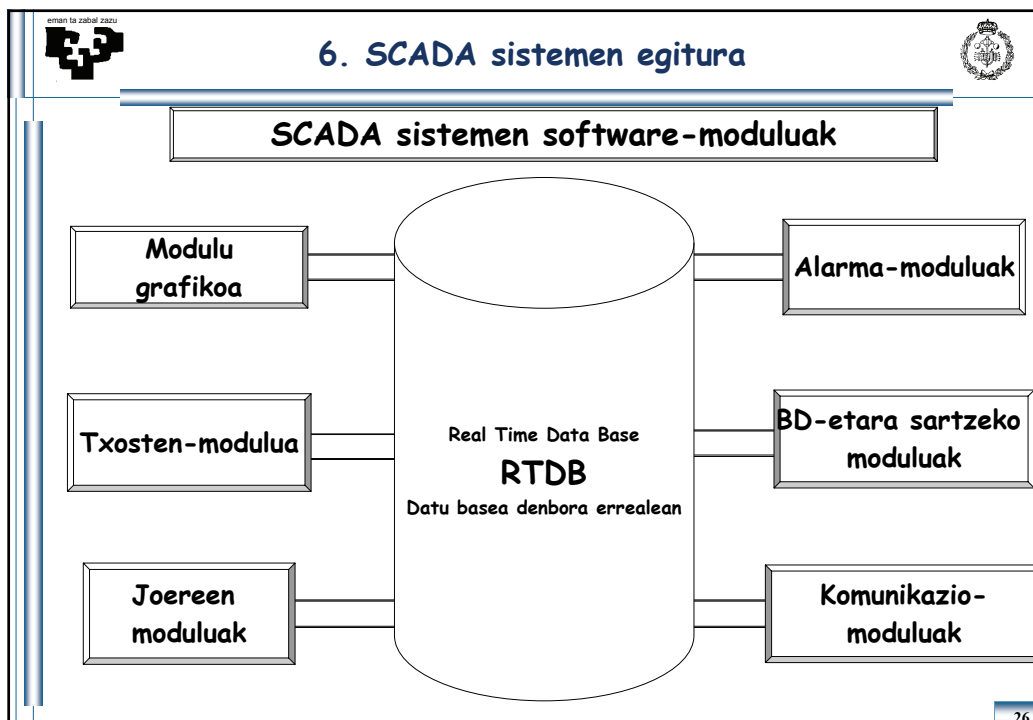 eman ta zabal zazu
6. SCADA sistemen egitura
SCADA sistemen software-moduluak
Modulu
grafikoa
Txosten-modulua
Joereen
moduluak
Real Time Data Base
RTDB
Datu basea denbora errealean
Alarma-moduluak
BD-etara sartzeko
moduluak
Komunikazio-
moduluak
26